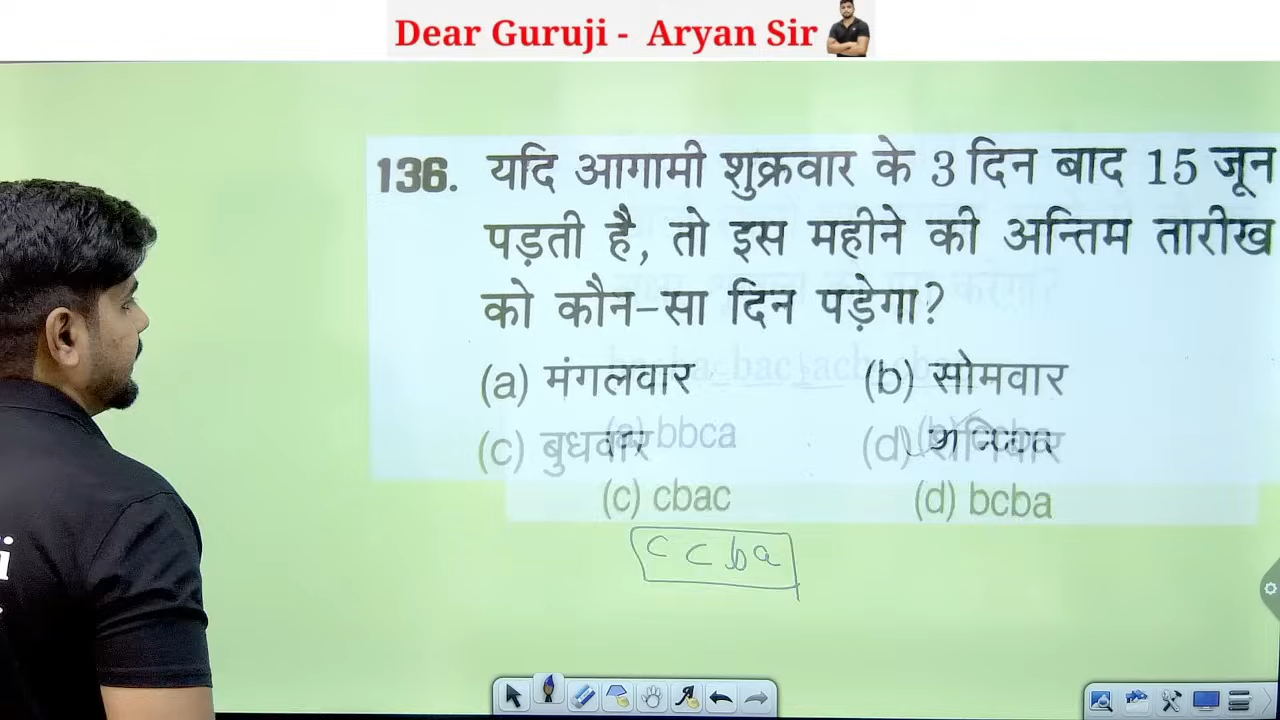 Dear Guruji - Aryan Sir
136. यदि आगामी शुक्रवार के 3 दिन बाद 15 जून
पड़ती है, तो इस महीने की अन्तिम तारीख
को कौन-सा दिन पड़ेगा?
(a) मंगलवार (b) सोमवार
(c) बुधवार (d) शनिवार
(a) bbca
(c) cbac (d) bcba
c c b a